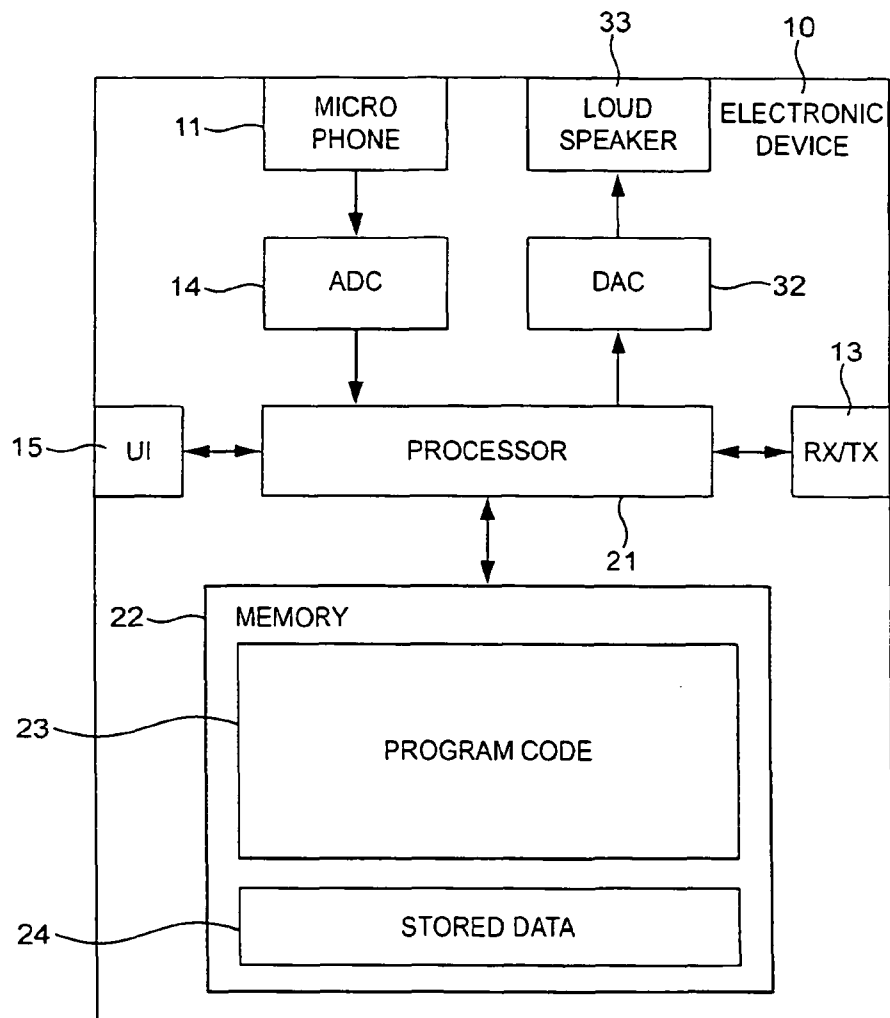 33
10
11
MICRO
PHONE
LOUD
SPEAKER
ELECTRONIC
DEVICE
14
ADC
DAC
32
13
15
UI
PROCESSOR
RX/TX
21
22
MEMORY
23
PROGRAM CODE
24
STORED DATA